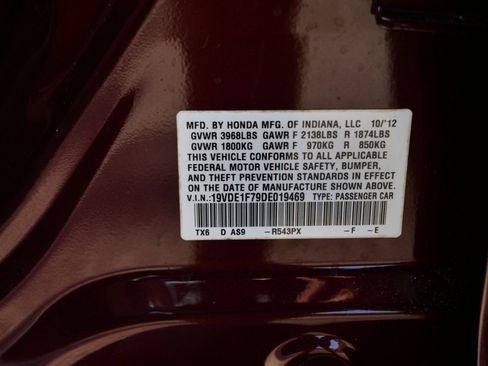 MFD. BY HONDA MFG. OF INDIANA, LLC 10/'12
GVWR 3968LBS GAWR F 2138LBS R 1874LBS
GVWR 1800KG GAWR F 970KG R 850KG
THIS VEHICLE CONFORMS TO ALL APPLICABLE
FEDERAL MOTOR VEHICLE SAFETY, BUMPER,
AND THEFT PREVENTION STANDARDS IN EFFECT
ON THE DATE OF MANUFACTURE SHOWN ABOVE.
V.I.N.: 19VDE1F79DE019469 TYPE: PASSENGER CAR
TX6 D AS9 -R543PX -F -E